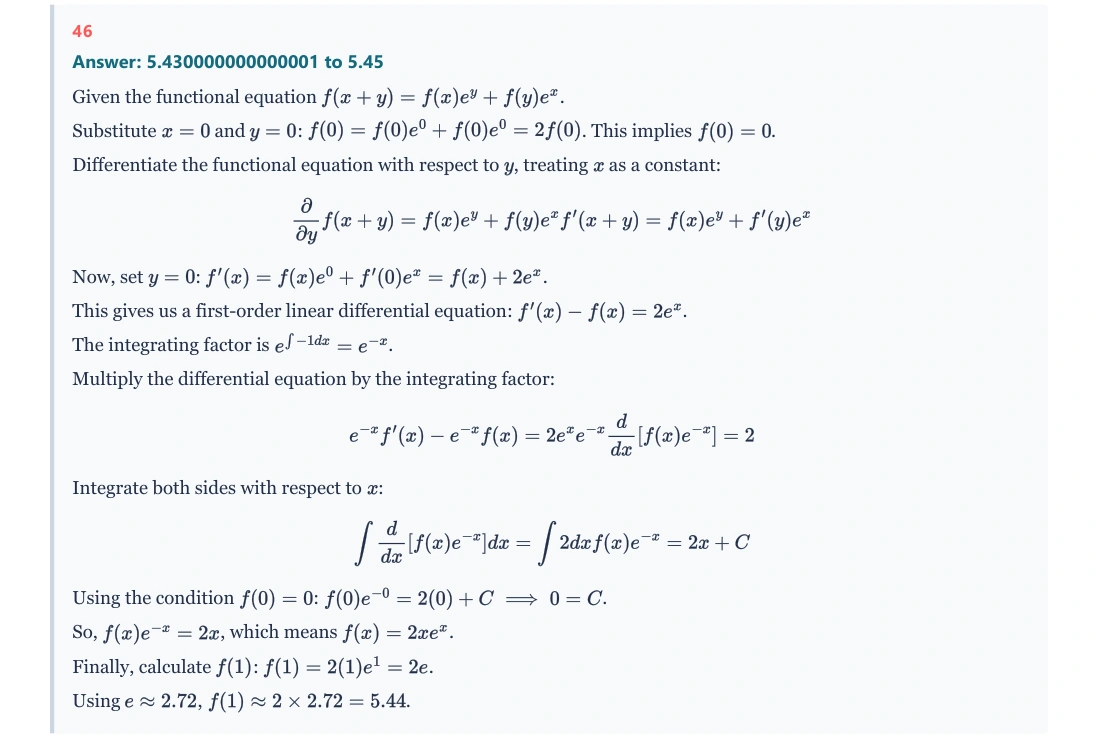 46
Answer: 5.430000000000001 to 5.45
Given the functional equation f(x + y) = f(x)e^y + f(y)e^x.
Substitute x = 0 and y = 0: f(0) = f(0)e^0 + f(0)e^0 = 2f(0). This implies f(0) = 0.
Differentiate the functional equation with respect to y, treating x as a constant:
∂/∂y f(x + y) = f(x)e^y + f(y)e^x f′(x + y) = f(x)e^y + f′(y)e^x
Now, set y = 0: f′(x) = f(x)e^0 + f′(0)e^x = f(x) + 2e^x.
This gives us a first-order linear differential equation: f′(x) − f(x) = 2e^x.
The integrating factor is e^{∫ −1dx} = e^{−x}.
Multiply the differential equation by the integrating factor:
e^{−x} f′(x) − e^{−x} f(x) = 2e^x e^{−x} d/dx [f(x)e^{−x}] = 2
Integrate both sides with respect to x:
∫ d/dx [f(x)e^{−x}]dx = ∫ 2dx f(x)e^{−x} = 2x + C
Using the condition f(0) = 0: f(0)e^{−0} = 2(0) + C ⟹ 0 = C.
So, f(x)e^{−x} = 2x, which means f(x) = 2xe^x.
Finally, calculate f(1): f(1) = 2(1)e^1 = 2e.
Using e ≈ 2.72, f(1) ≈ 2 × 2.72 = 5.44.